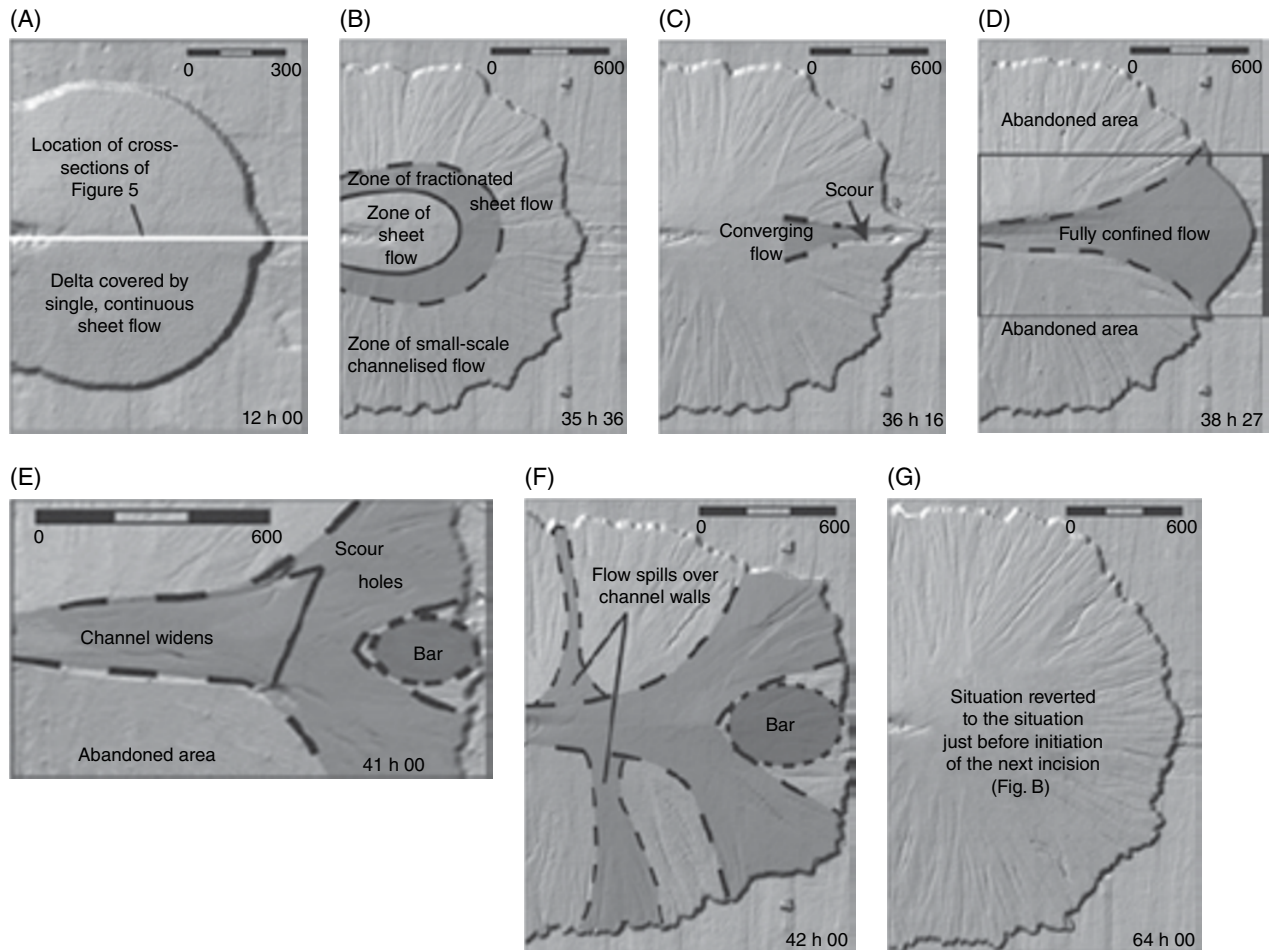 (A)
0 300
Location of cross-
sections of
Figure 5
Delta covered by
single, continuous
sheet flow
12 h 00
(B)
0 600
Zone of fractionated
sheet flow
Zone of
sheet
flow
Zone of small-scale
channelised flow
35 h 36
(C)
0 600
Scour
Converging
flow
36 h 16
(D)
0 600
Abandoned area
Fully confined flow
Abandoned area
38 h 27
(E)
0 600
Scour
holes
Channel widens
Bar
Abandoned area
41 h 00
(F)
0 600
Flow spills over
channel walls
Bar
42 h 00
(G)
0 600
Situation reverted
to the situation
just before initiation
of the next incision
(Fig. B)
64 h 00